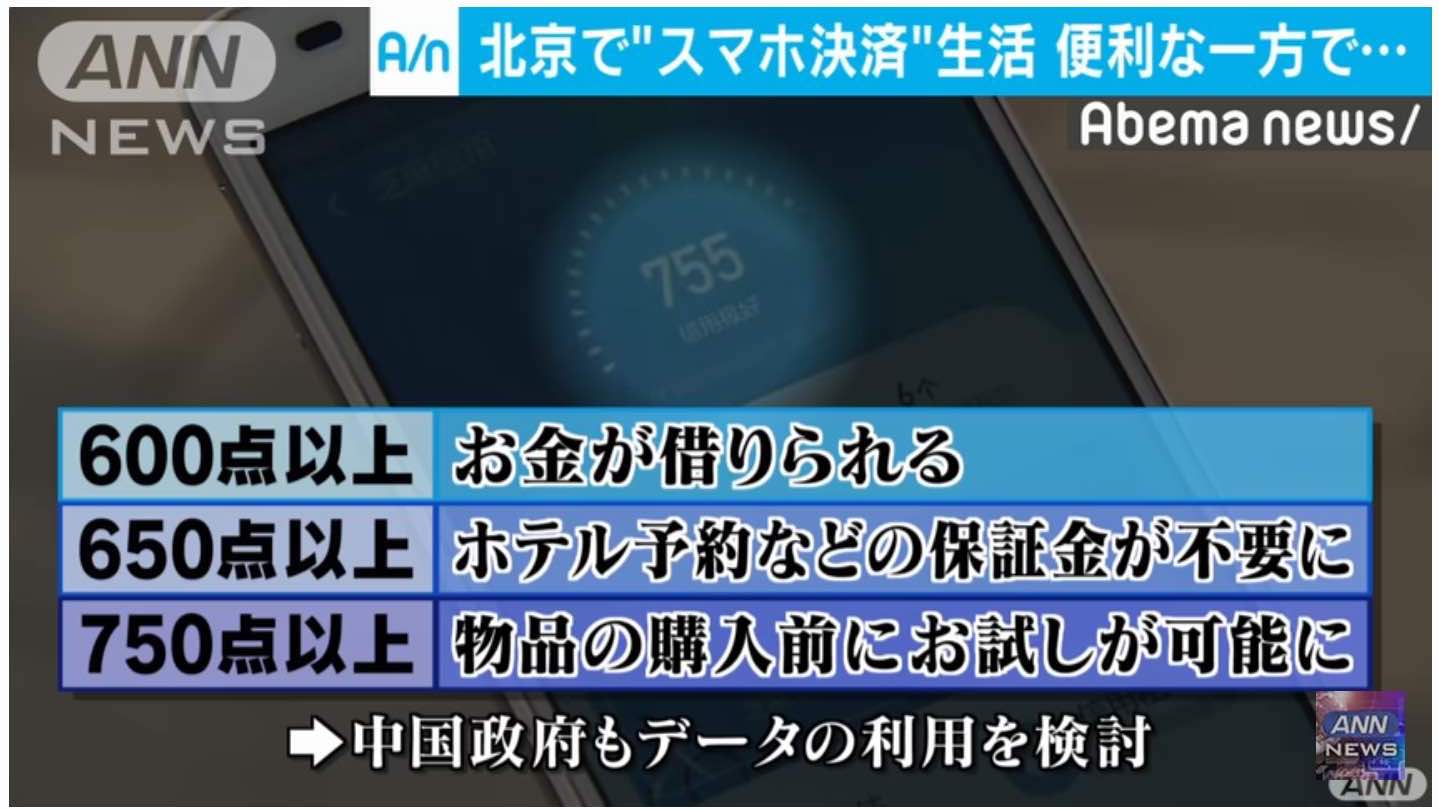 ANN
NEWS
A/n
北京で"スマホ決済"生活 便利な一方で…
Abema news/
755
6个
600点以上 お金が借りられる
650点以上 ホテル予約などの保証金が不要に
750点以上 物品の購入前にお試しが可能に
➡中国政府もデータの利用を検討
ANN
NEWS
ANN